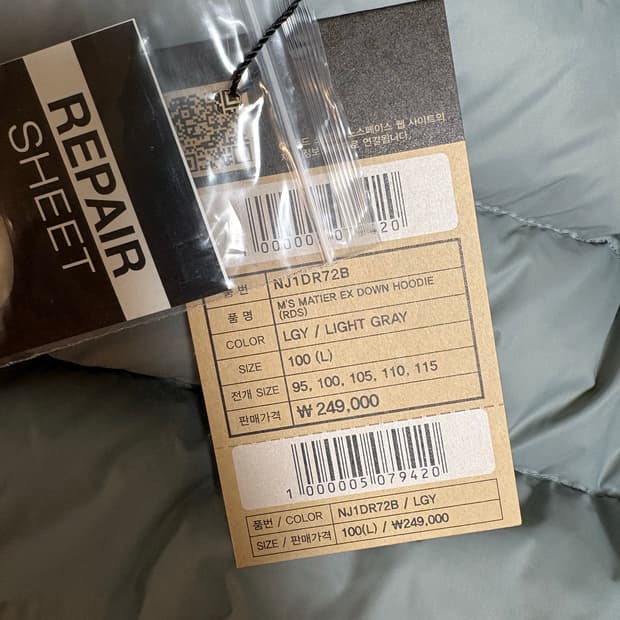 REPAIR
SHEET
스페이스 웹 사이트의
연결됩니다.
품 번 NJ1DR72B
품 명 M'S MATIER EX DOWN HOODIE (RDS)
COLOR LGY / LIGHT GRAY
SIZE 100 (L)
전개 SIZE 95, 100, 105, 110, 115
판매가격 ₩ 249,000
1 000005 079420
품번 / COLOR NJ1DR72B / LGY
SIZE / 판매가격 100(L) / ₩249,000